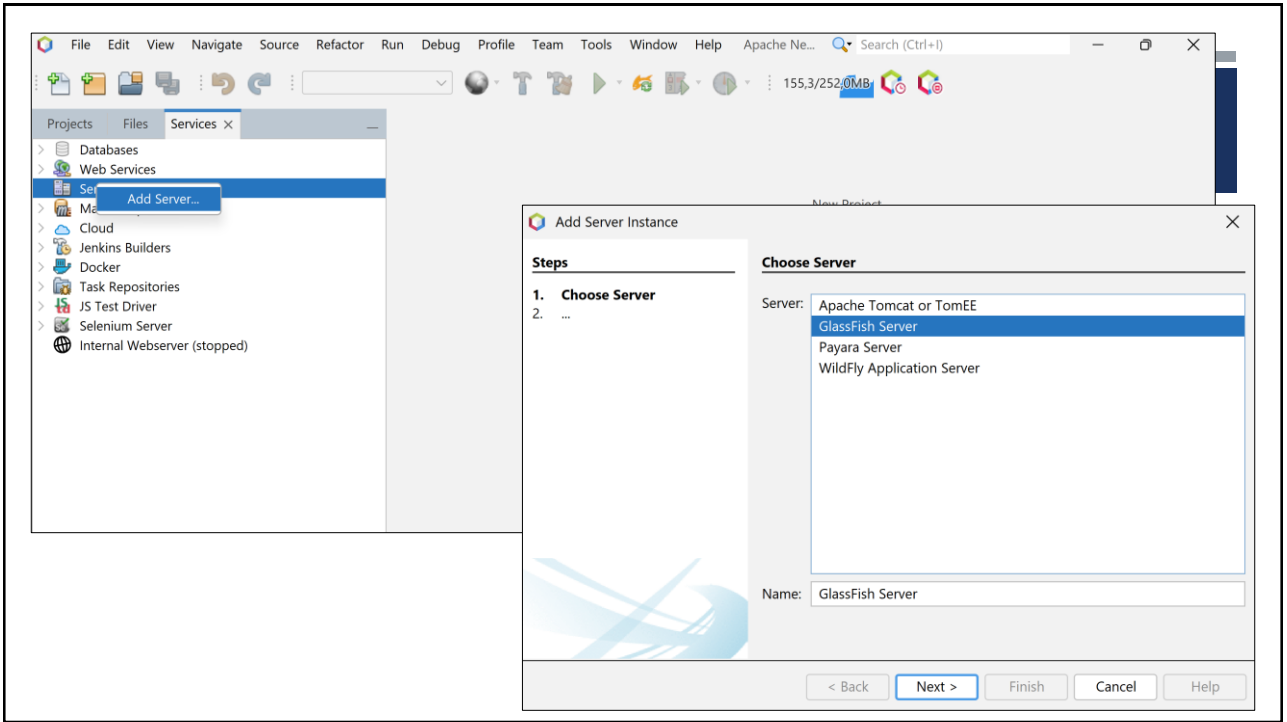 File Edit View Navigate Source Refactor Run Debug Profile Team Tools Window Help Apache Ne... Search (Ctrl+I)
155,3/252,0MB
Projects Files Services
Databases
Web Services
Add Server...
Cloud
Jenkins Builders
Docker
Task Repositories
JS Test Driver
Selenium Server
Internal Webserver (stopped)
New Project
Add Server Instance
Steps
1. Choose Server
2. ...
Choose Server
Server:
Apache Tomcat or TomEE
GlassFish Server
Payara Server
WildFly Application Server
Name: GlassFish Server
< Back Next > Finish Cancel Help